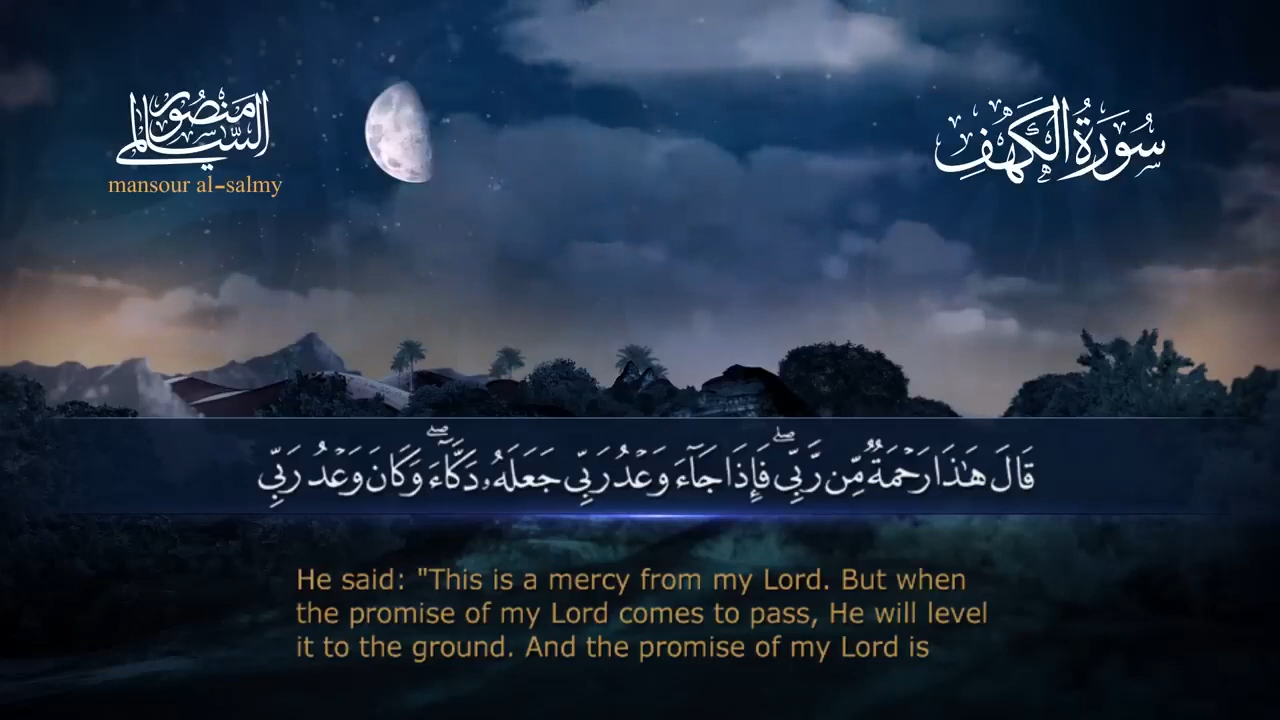 منصور
السالمي
mansour al-salmy
سُورَةُ الكَهْفِ
قَالَ هَٰذَا رَحْمَةٌ مِّن رَّبِّي ۖ فَإِذَا جَآءَ وَعْدُ رَبِّي جَعَلَهُۥ دَكَّآءَ ۖ وَكَانَ وَعْدُ رَبِّي
He said: "This is a mercy from my Lord. But when
the promise of my Lord comes to pass, He will level
it to the ground. And the promise of my Lord is